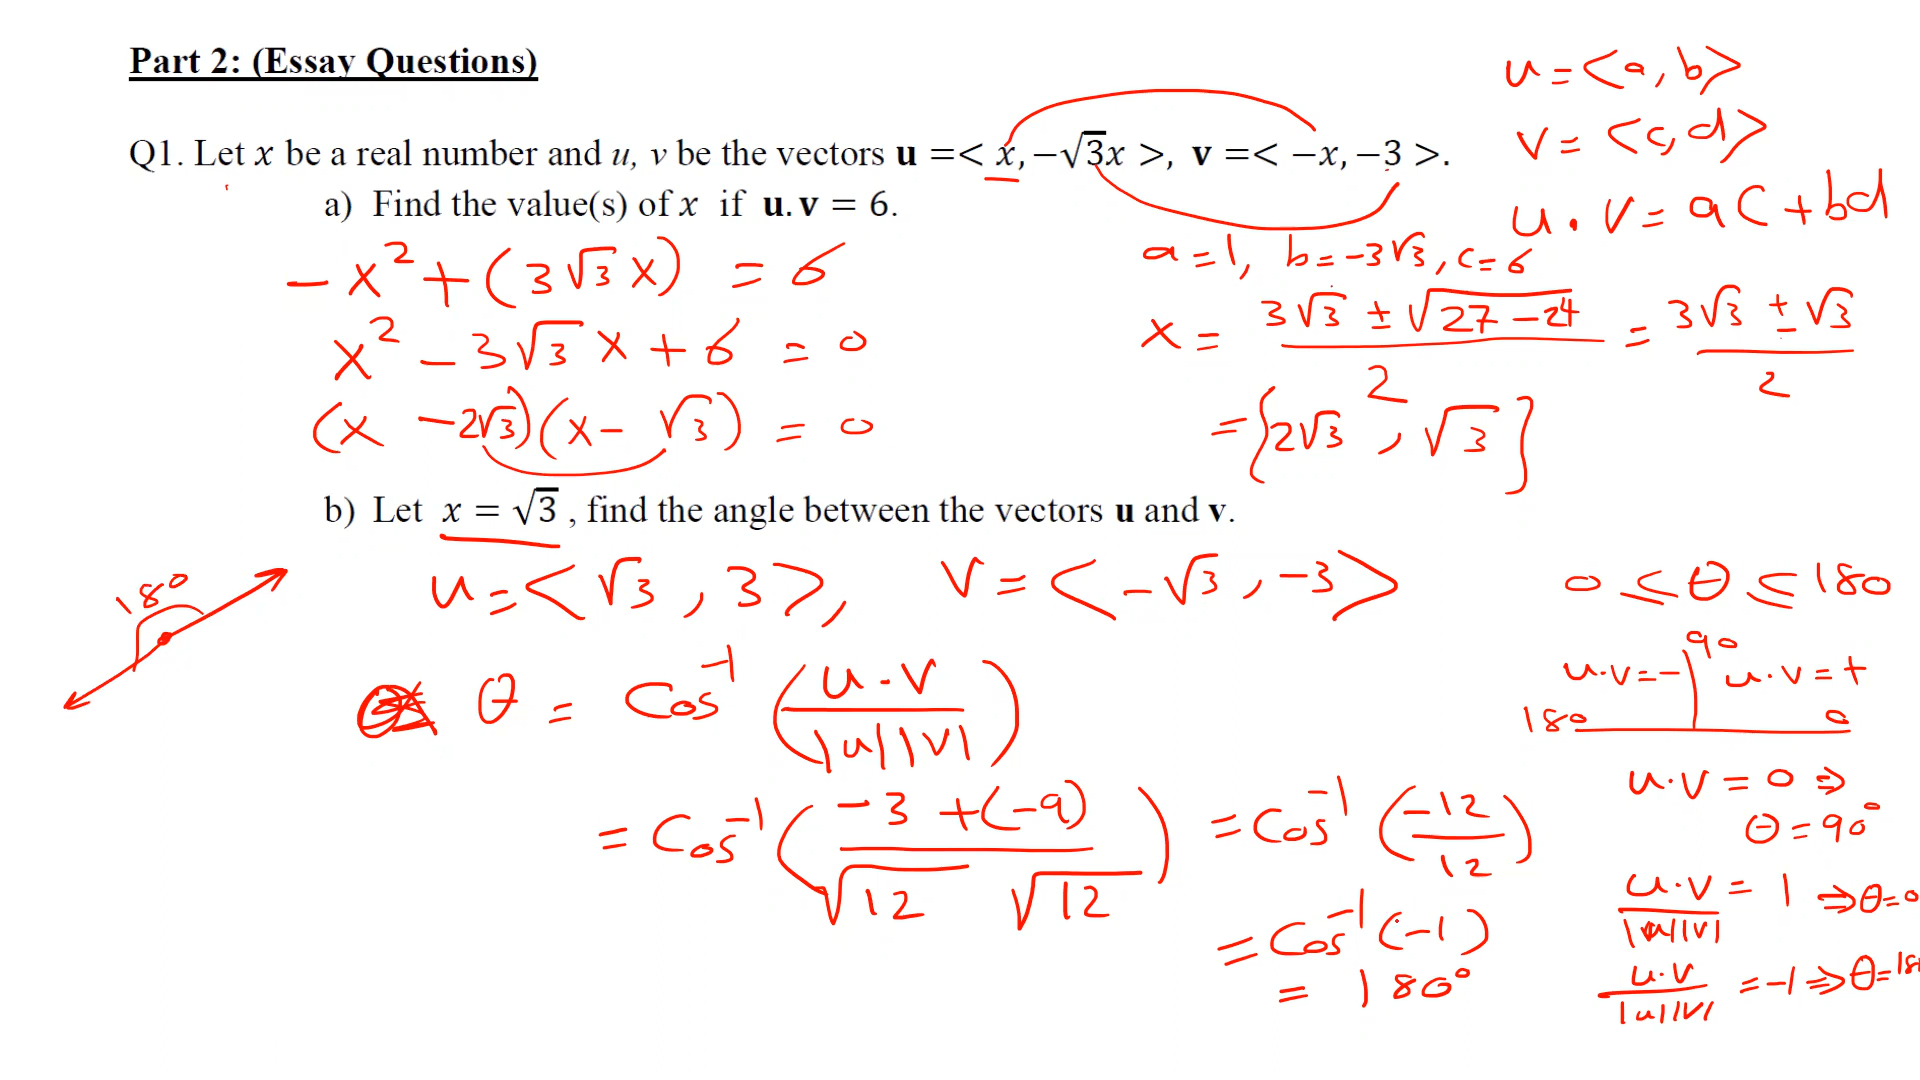 Part 2: (Essay Questions)
u = <a, b>
v = <c, d>
u . v = ac + bd
Q1. Let x be a real number and u, v be the vectors u =< x, −√3x >, v =< −x, −3 >.
a) Find the value(s) of x if u. v = 6.
- x² + (3√3 x) = 6
x² - 3√3 x + 6 = 0
(x - 2√3)(x - √3) = 0
a = 1, b = -3√3, c = 6
x = (3√3 ± √(27 - 24)) / 2 = (3√3 ± √3) / 2
= {2√3, √3}
b) Let x = √3 , find the angle between the vectors u and v.
180°
u = <√3, 3>, v = <-√3, -3>
θ = Cos⁻¹ (u . v / |u||v|)
= Cos⁻¹ (-3 + (-9) / √12 √12) = Cos⁻¹ (-12 / 12)
= Cos⁻¹ (-1)
= 180°
0 ≤ θ ≤ 180
90
u.v = - u.v = +
180 0
u.v = 0 ⇒
θ = 90°
u.v / |u||v| = 1 ⇒ θ = 0
u.v / |u||v| = -1 ⇒ θ = 18